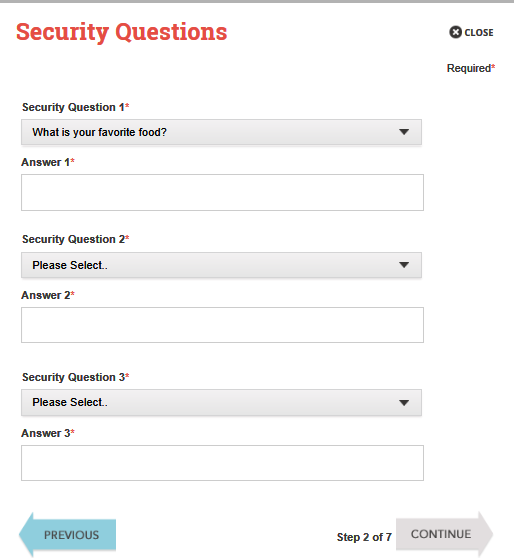 Security Questions
CLOSE
Required*
Security Question 1*
What is your favorite food?
Answer 1*
Security Question 2*
Please Select..
Answer 2*
Security Question 3*
Please Select..
Answer 3*
PREVIOUS
Step 2 of 7
CONTINUE